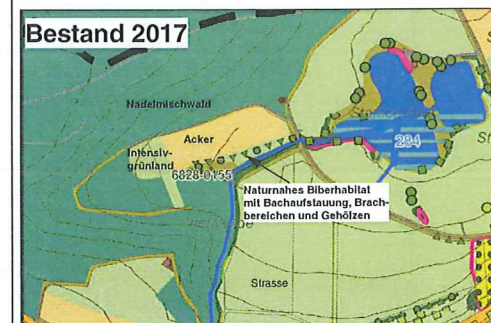 Bestand 2017
Nadelmischwald
Acker
Intensiv-
grünland
6828-0155
284
Naturnahes Biberhabitat
mit Bachaufstauung, Brach-
bereichen und Gehölzen
Strasse